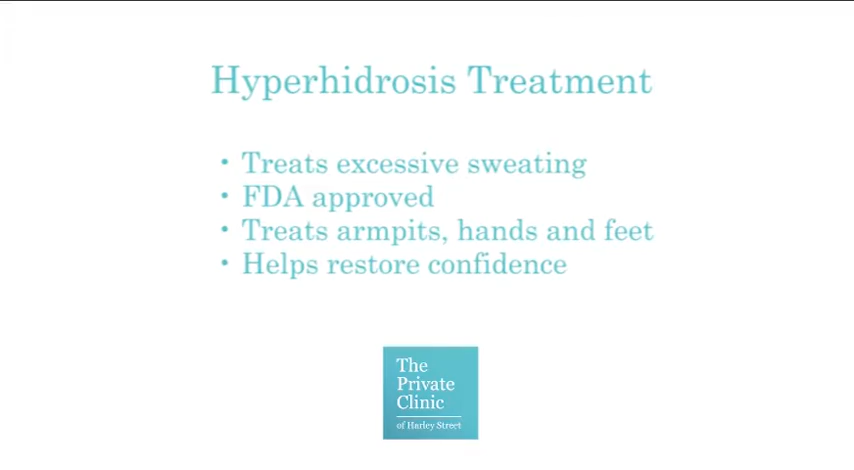 Hyperhidrosis Treatment
• Treats excessive sweating
• FDA approved
• Treats armpits, hands and feet
• Helps restore confidence
The
Private
Clinic
of Harley Street